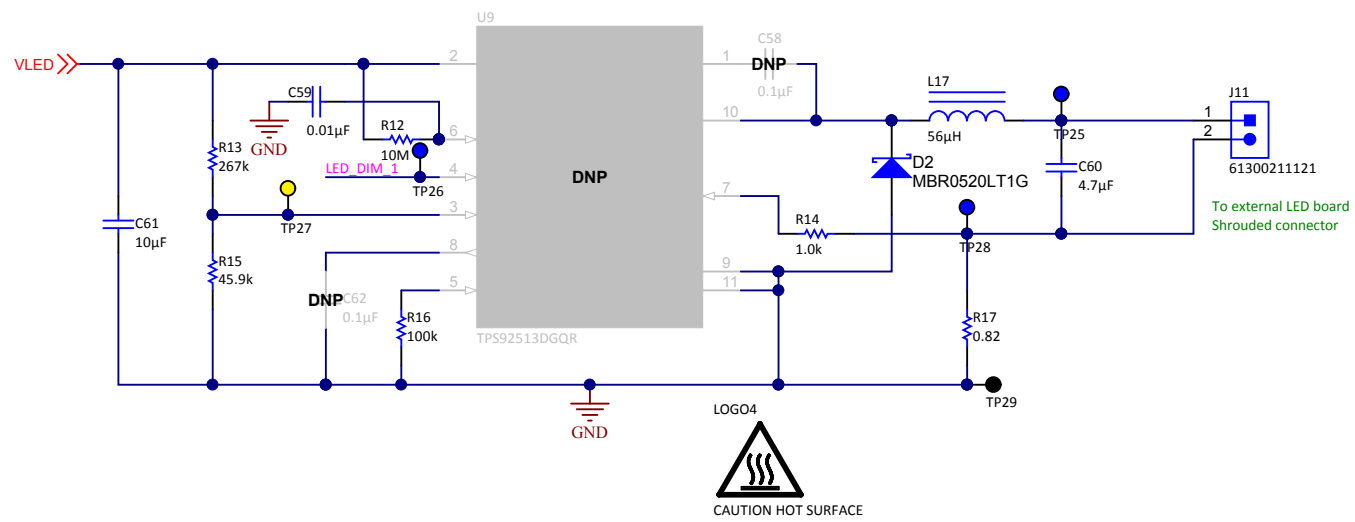 U9
VLED
2
1
C58
DNP
0.1µF
L17
56µH
10
J11
1
2
61300211121
C59
0.01µF
GND
R12
10M
6
R13
267k
LED_DIM_1
4
TP26
DNP
D2
MBR0520LT1G
TP25
C60
4.7µF
7
R14
1.0k
TP28
To external LED board
Shrouded connector
TP27
3
C61
10µF
R15
45.9k
8
DNP
C62
0.1µF
5
R16
100k
9
11
R17
0.82
TPS92513DGQR
TP29
GND
LOGO4
CAUTION HOT SURFACE